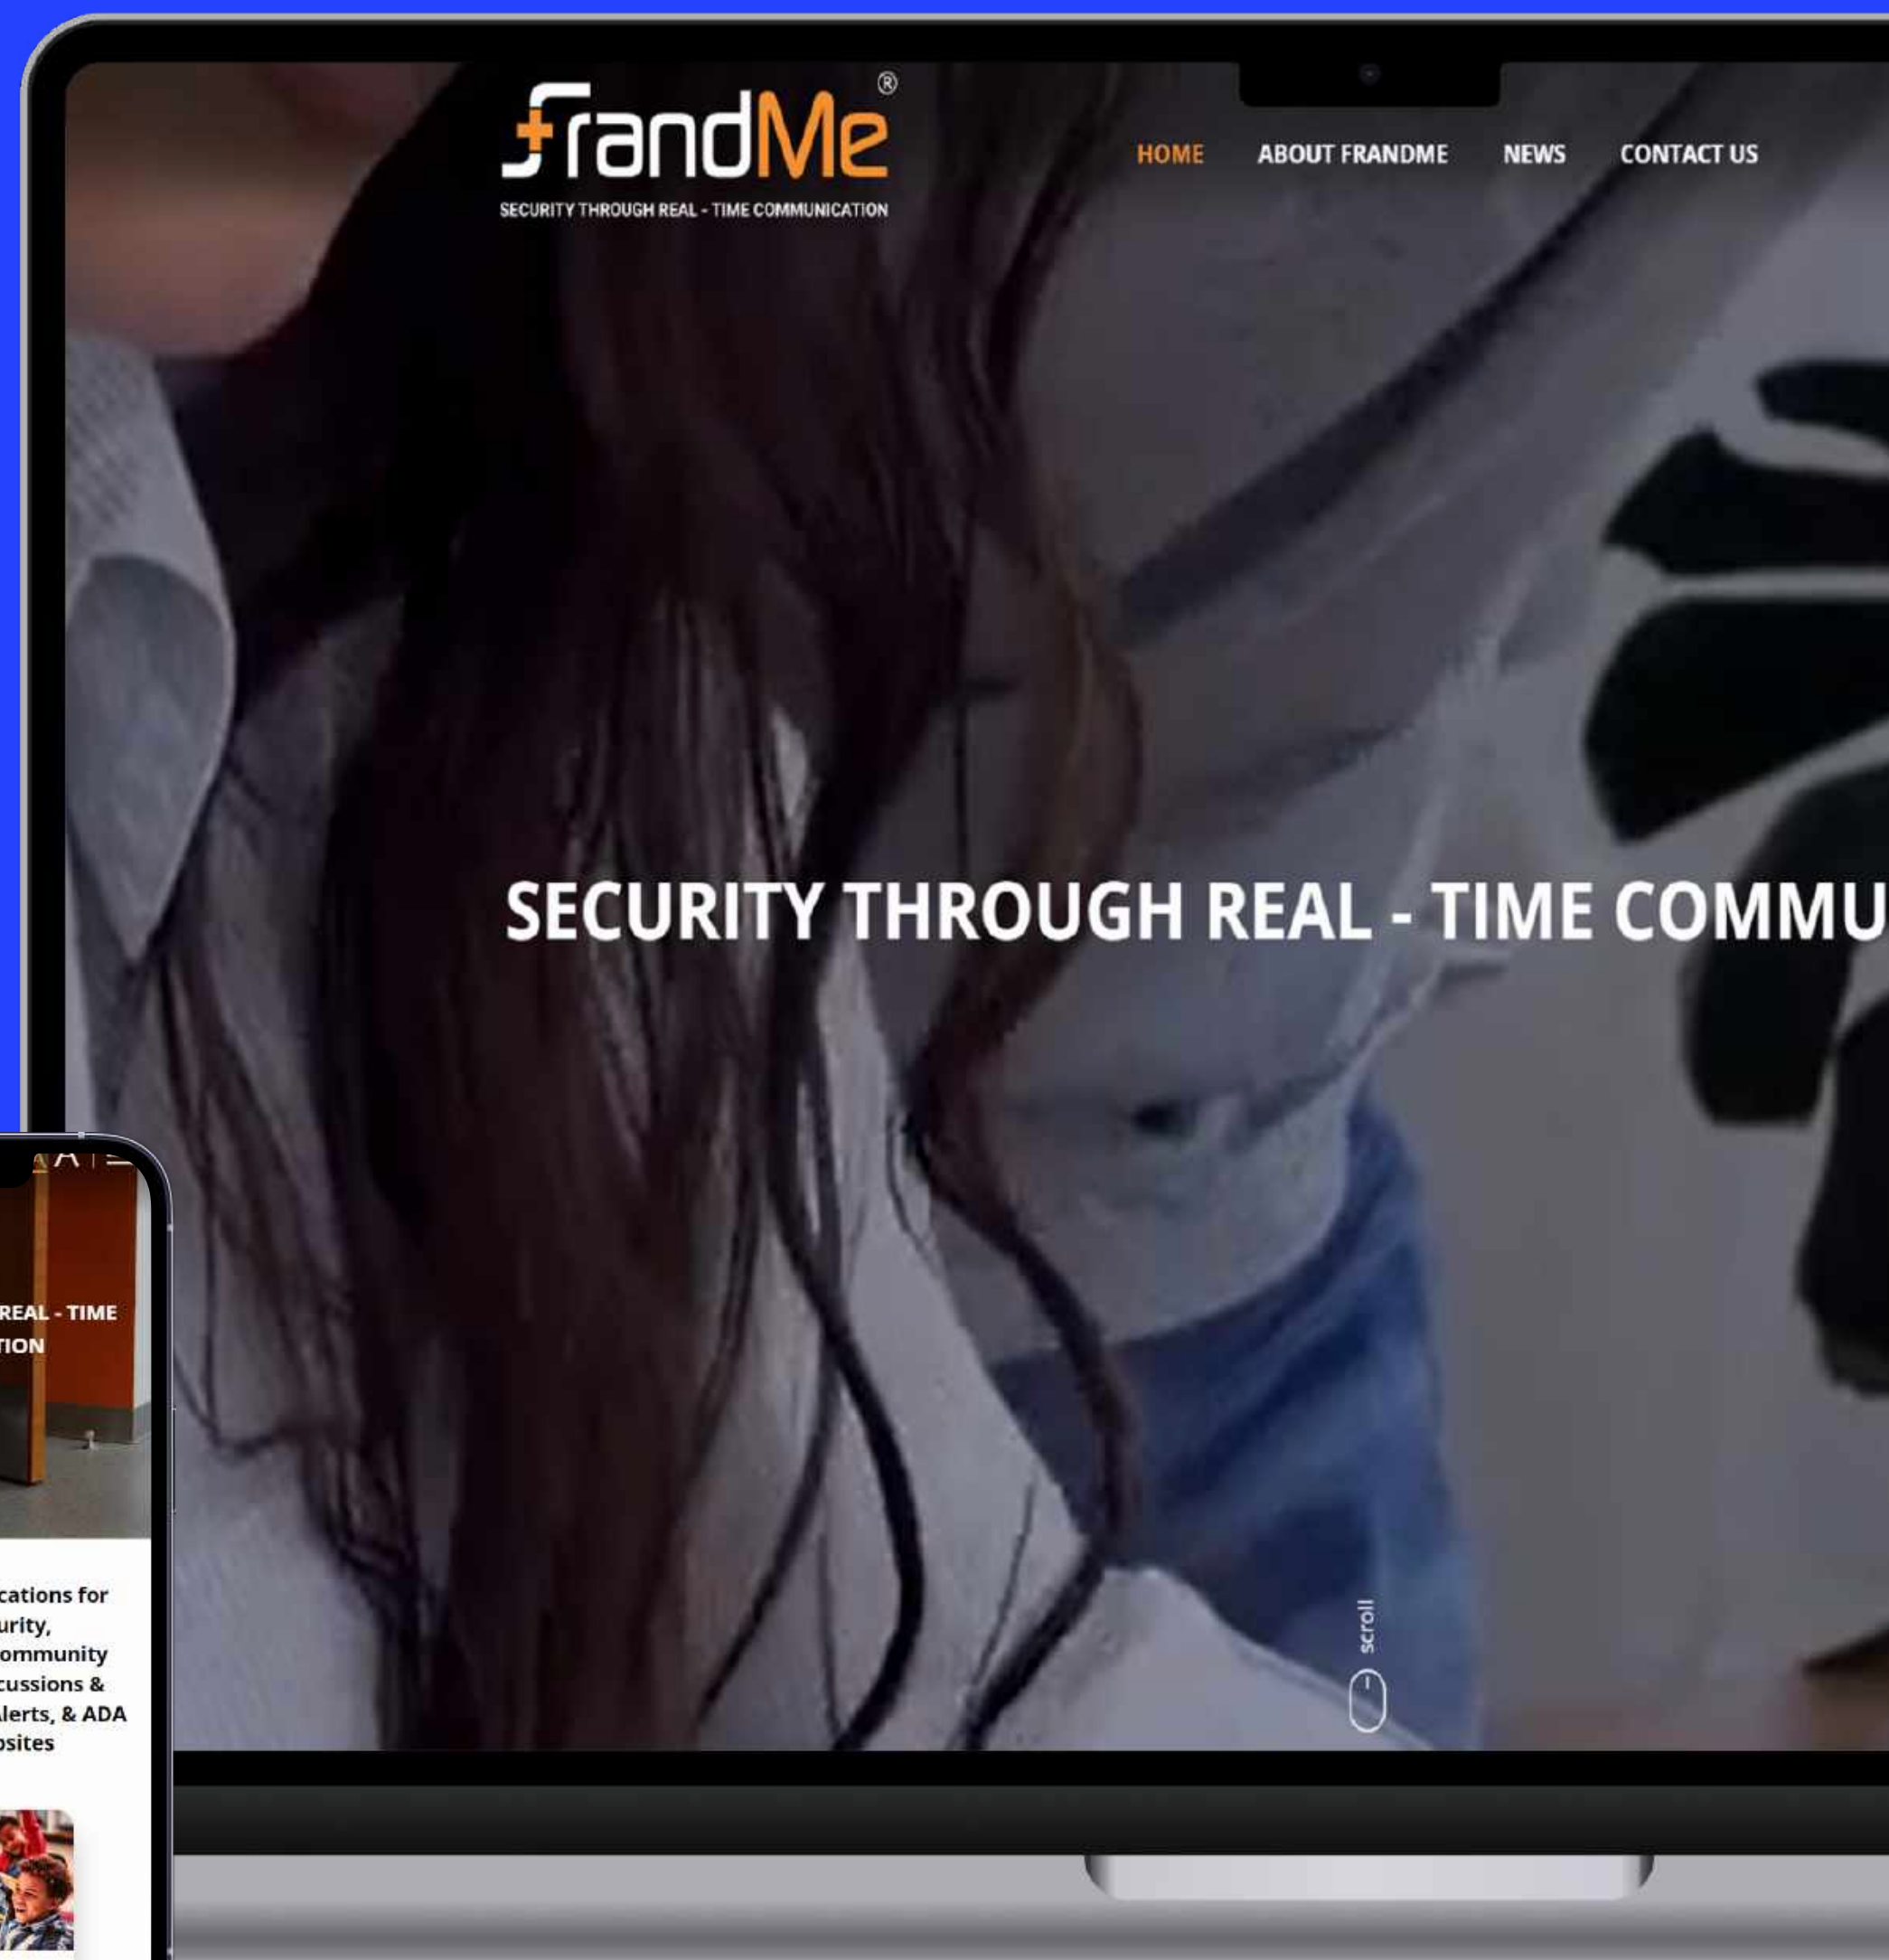 frandMe®
SECURITY THROUGH REAL - TIME COMMUNICATION
HOME ABOUT FRANDME NEWS CONTACT US
SECURITY THROUGH REAL - TIME COMMU
scroll
A A
REAL - TIME
TION
cations for
urity,
ommunity
cussions &
lerts, & ADA
osites